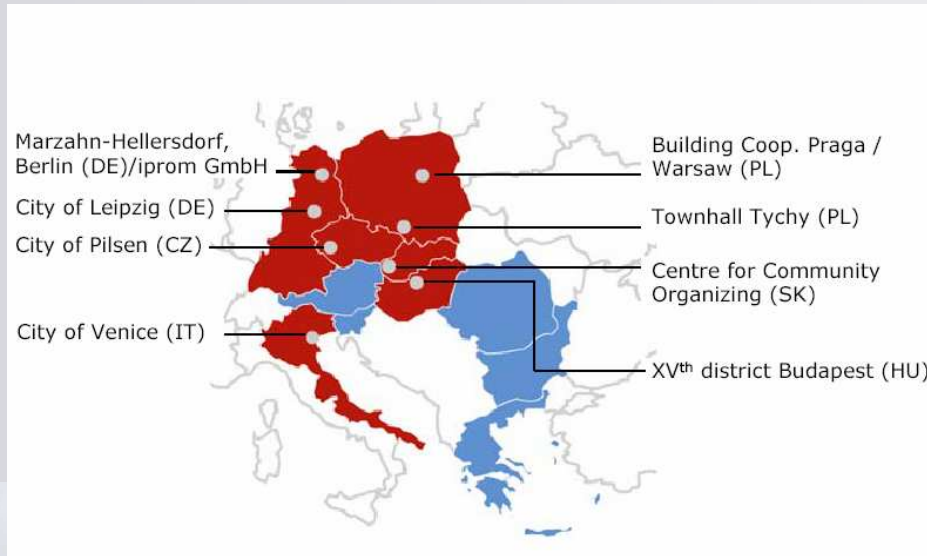 Marzahn-Hellersdorf,
Berlin (DE)/iprom GmbH
City of Leipzig (DE)
City of Pilsen (CZ)
City of Venice (IT)
Building Coop. Praga /
Warsaw (PL)
Townhall Tychy (PL)
Centre for Community
Organizing (SK)
XVth district Budapest (HU)